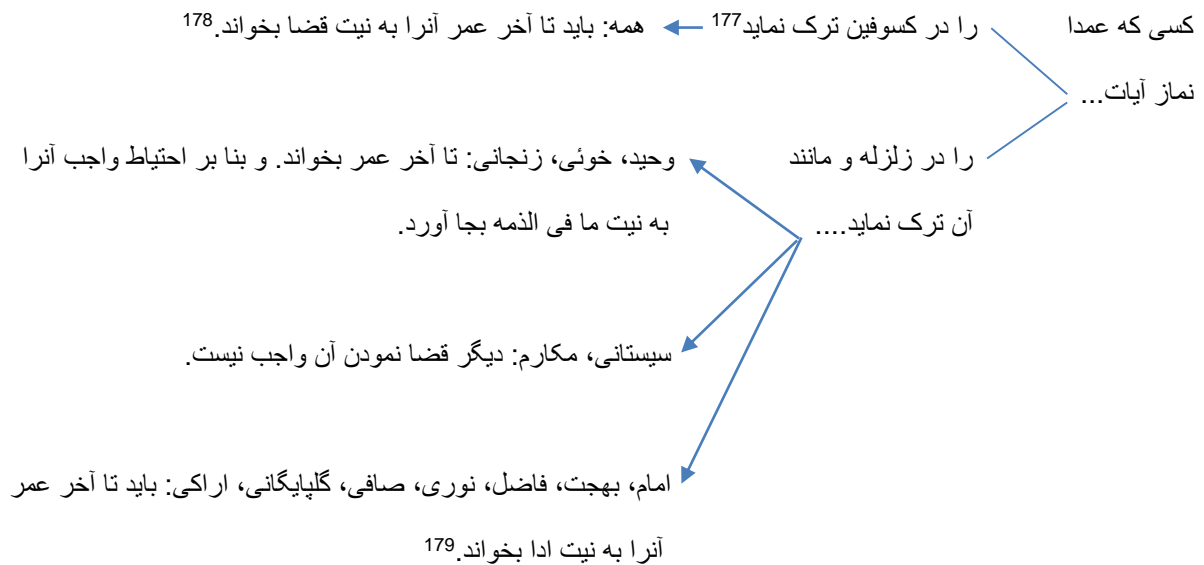 کسی که عمدا را در کسوفین ترک نماید177 همه: باید تا آخر عمر آنرا به نیت قضا بخواند.178
نماز آیات...
را در زلزله و مانند وحید، خوئی، زنجانی: تا آخر عمر بخواند. و بنا بر احتیاط واجب آنرا
آن ترک نماید.... به نیت ما فی الذمه بجا آورد.
سیستانی، مکارم: دیگر قضا نمودن آن واجب نیست.
امام، بهجت، فاضل، نوری، صافی، گلپایگانی، اراکی: باید تا آخر عمر
آنرا به نیت ادا بخواند.179